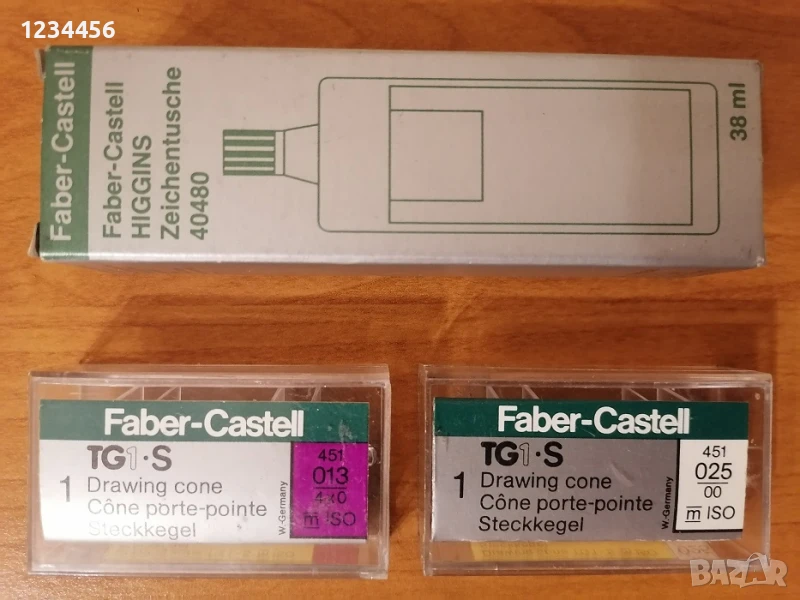 1234456
Faber-Castell
Faber-Castell
HIGGINS
Zeichentusche
40480
38 ml
Faber-Castell
TG1·S
1 Drawing cone
Cône porte-pointe
Steckkegel
W.-Germany
451
013
4x0
m ISO
Faber-Castell
TG1·S
1 Drawing cone
Cône porte-pointe
Steckkegel
W.-Germany
451
025
00
m ISO
BAZAR